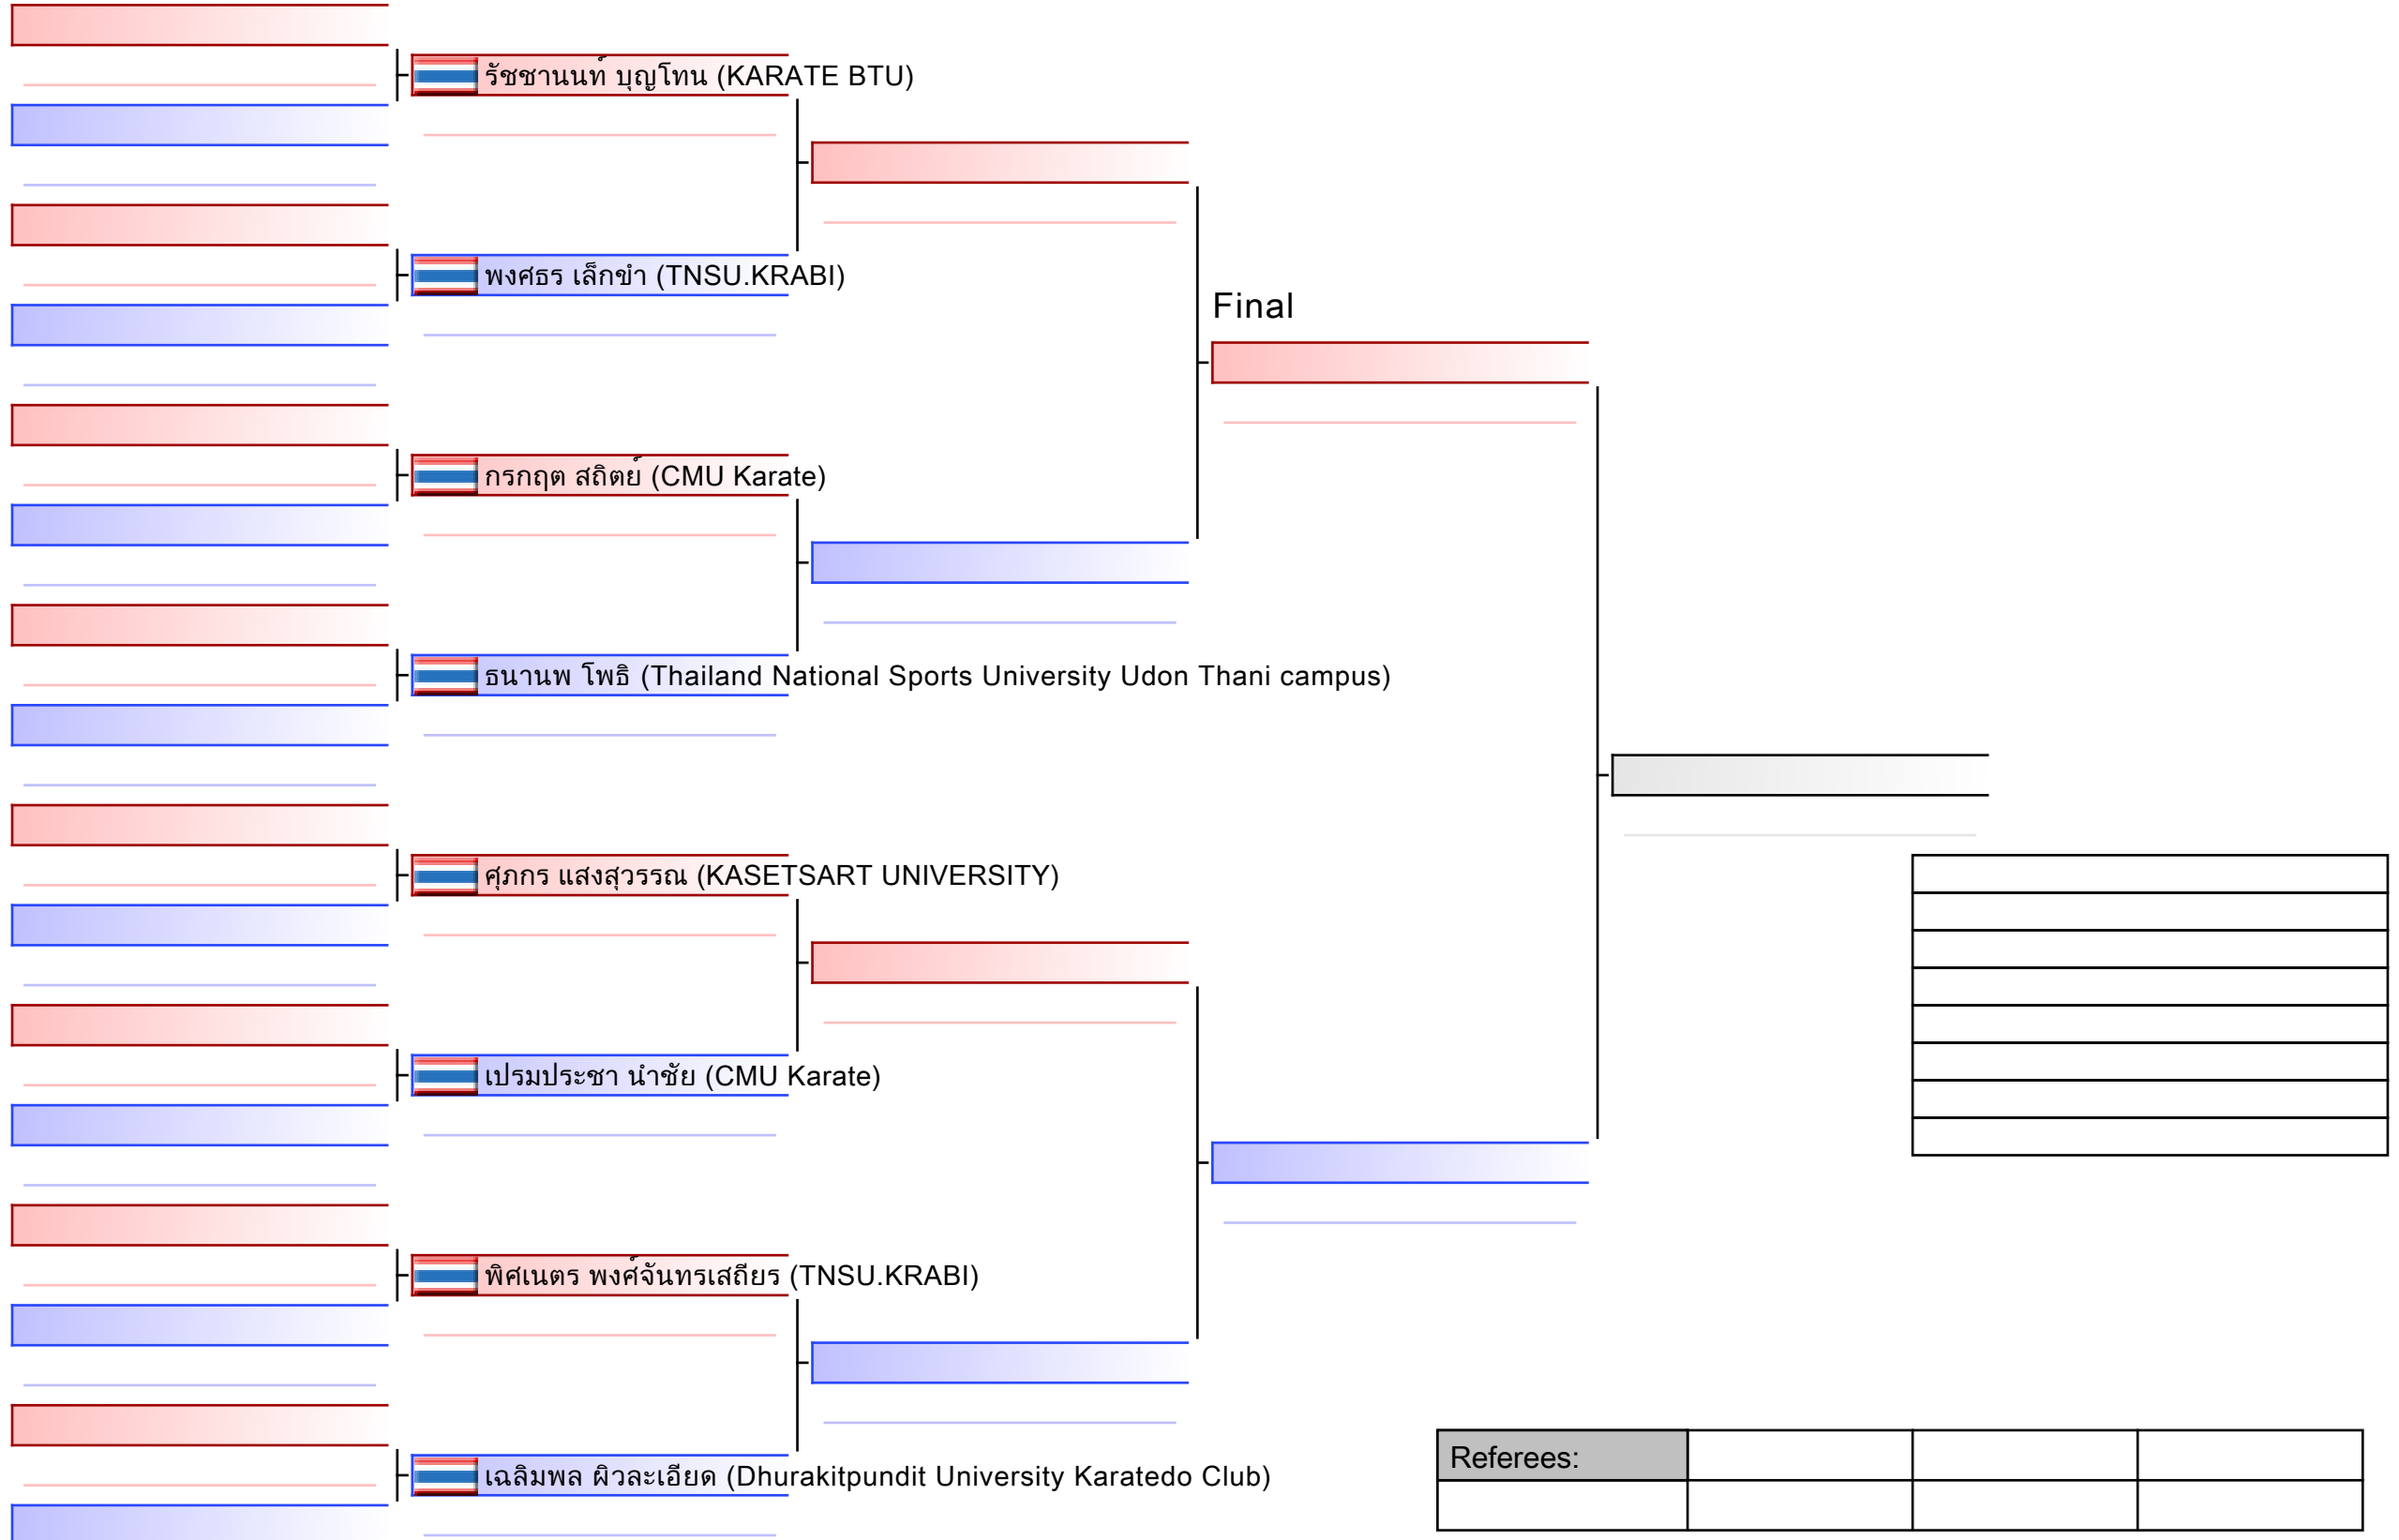 รัชชานนท์ บุญโทน (KARATE BTU)
พงศธร เล็กขำ (TNSU.KRABI)
Final
กรกฤต สถิตย์ (CMU Karate)
ธนานพ โพธิ (Thailand National Sports University Udon Thani campus)
ศุภกร แสงสุวรรณ (KASETSART UNIVERSITY)
เปรมประชา นำชัย (CMU Karate)
พิศเนตร พงศ์จันทรเสถียร (TNSU.KRABI)
เฉลิมพล ผิวละเอียด (Dhurakitpundit University Karatedo Club)
Referees: